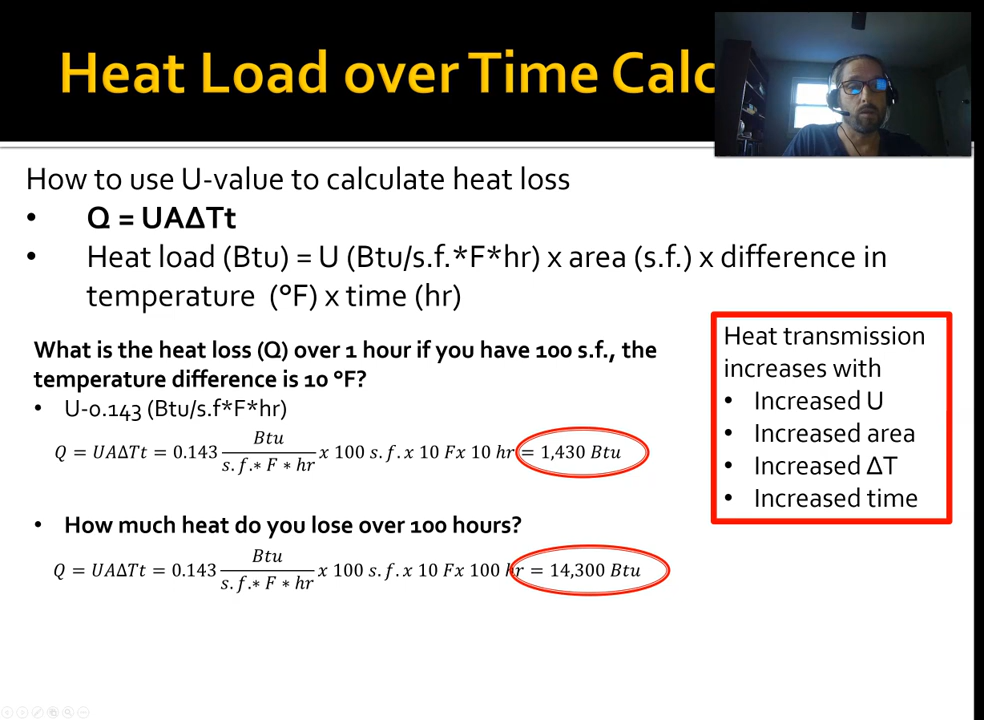 Heat Load over Time Calc
How to use U-value to calculate heat loss
• Q = UAΔTt
• Heat load (Btu) = U (Btu/s.f.*F*hr) x area (s.f.) x difference in
temperature (°F) x time (hr)
What is the heat loss (Q) over 1 hour if you have 100 s.f., the
temperature difference is 10 °F?
• U-0.143 (Btu/s.f*F*hr)
Q = UAΔTt = 0.143 Btu/s.f.* F * hr x 100 s.f.x 10 Fx 10 hr = 1,430 Btu
• How much heat do you lose over 100 hours?
Q = UAΔTt = 0.143 Btu/s.f.* F * hr x 100 s.f.x 10 Fx 100 hr = 14,300 Btu
Heat transmission
increases with
• Increased U
• Increased area
• Increased ΔT
• Increased time